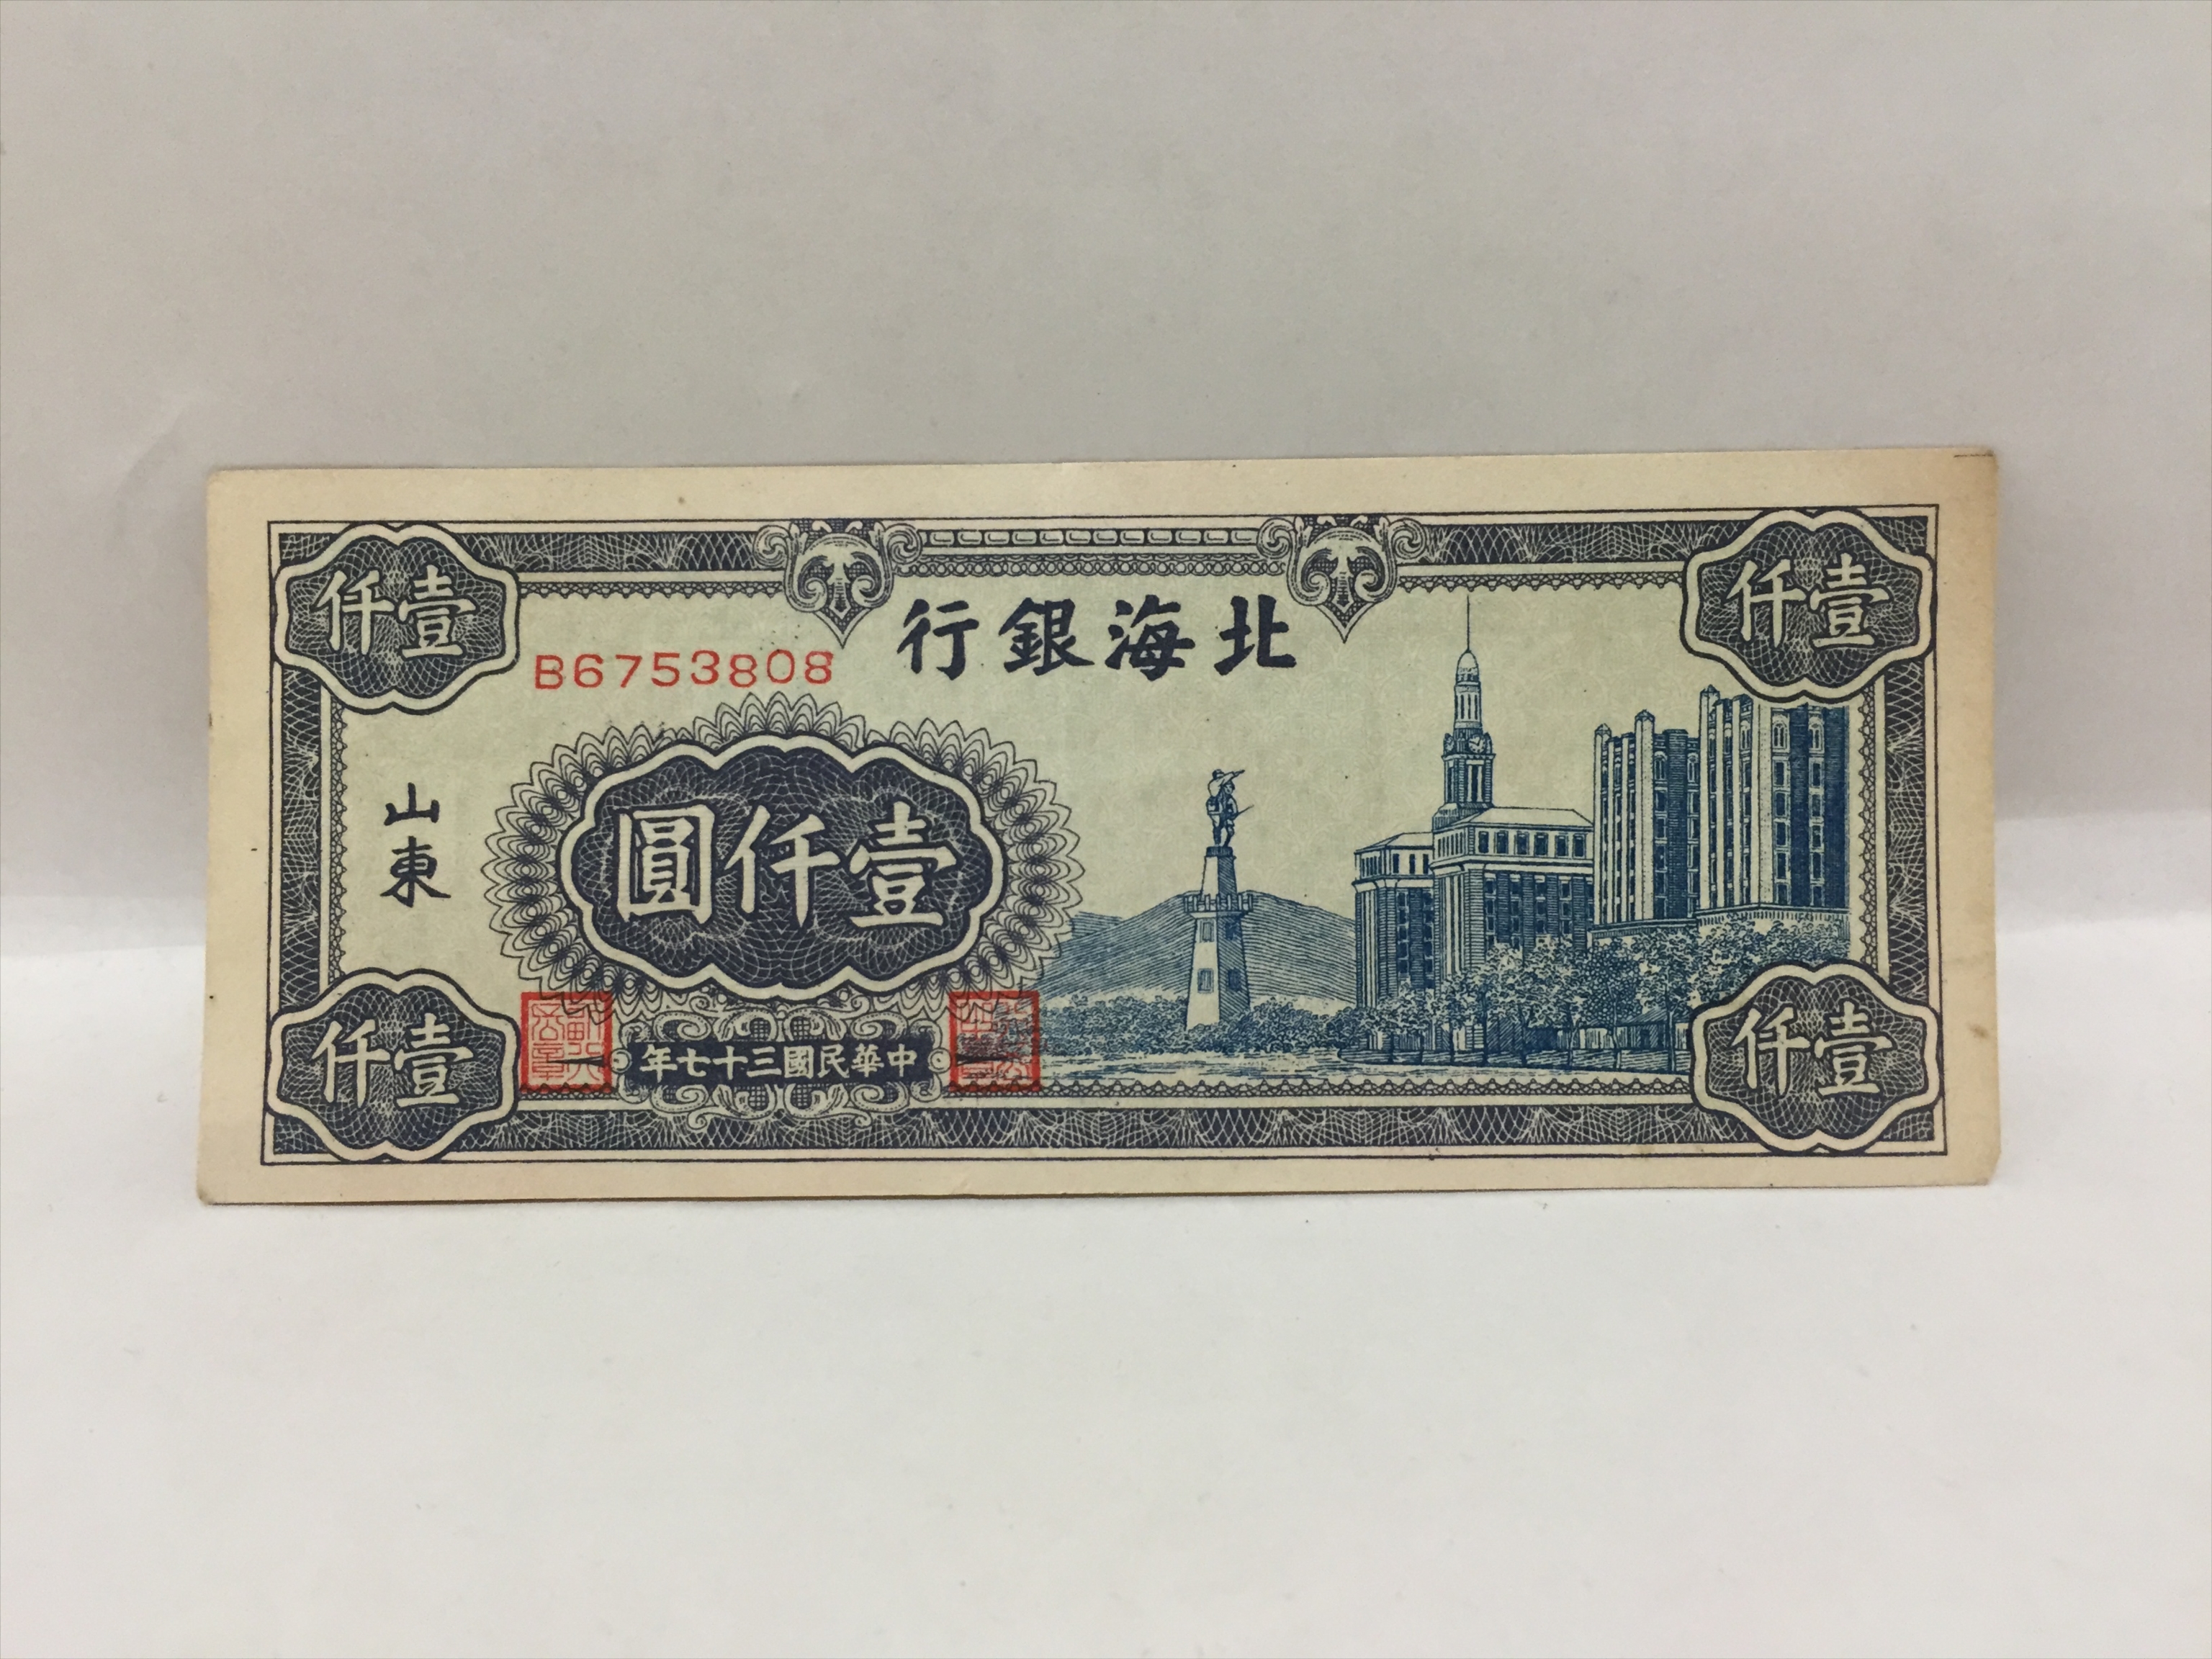 壹仟
壹仟
北海銀行
B6753808
山東
壹仟圓
中華民國三十七年
壹仟
壹仟